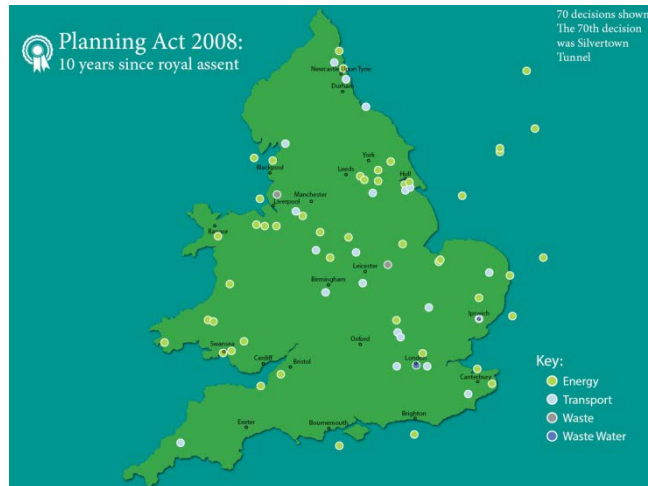 Planning Act 2008:
10 years since royal assent
70 decisions shown
The 70th decision
was Silvertown
Tunnel
Newcastle Upon Tyne
Durham
York
Blackpool
Leeds
Hull
Manchester
Liverpool
Bangor
Leicester
Birmingham
Ipswich
Swansea
Cardiff
Bristol
Oxford
London
Canterbury
Exeter
Bournemouth
Brighton
Key:
Energy
Transport
Waste
Waste Water